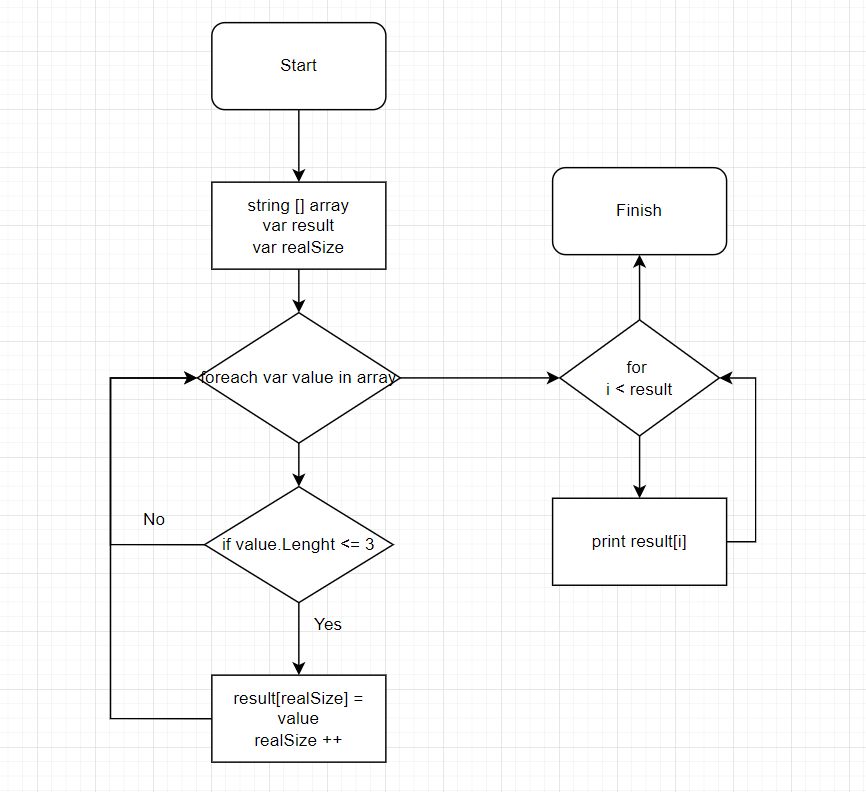 Start
string [] array
var result
var realSize
foreach var value in array
No
if value.Lenght <= 3
Yes
result[realSize] =
value
realSize ++
Finish
for
i < result
print result[i]